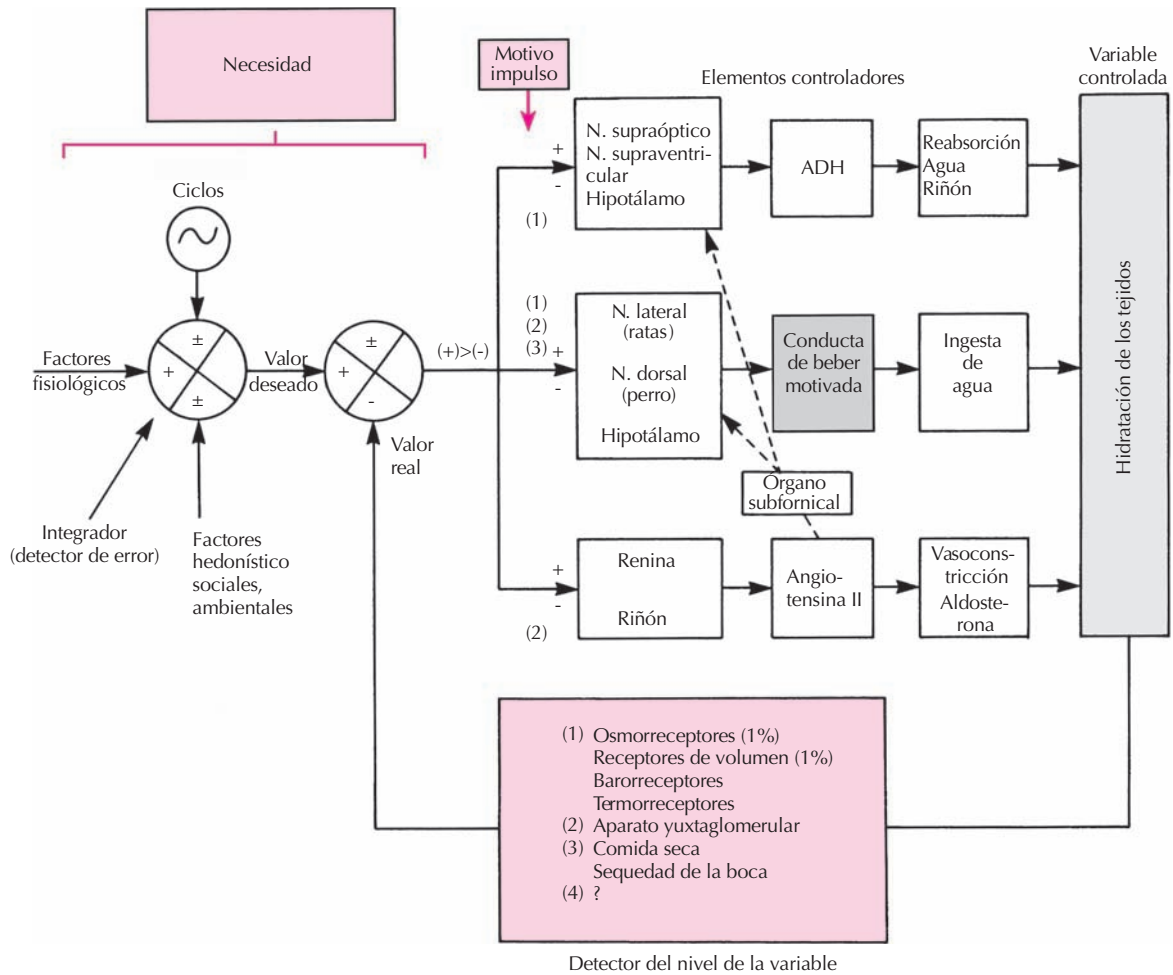 Necesidad
Motivo
impulso
Elementos controladores
Variable
controlada
Ciclos
±
+
±
Factores
fisiológicos
Valor
deseado
±
+
-
Valor
real
(+)>(-)
Integrador
(detector de error)
Factores
hedonístico
sociales,
ambientales
+
-
(1)
N. supraóptico
N. supraventri-
cular
Hipotálamo
ADH
Reabsorción
Agua
Riñón
(1)
(2)
(3)
+
-
N. lateral
(ratas)
N. dorsal
(perro)
Hipotálamo
Conducta
de beber
motivada
Ingesta
de
agua
Órgano
subfornical
+
-
(2)
Renina
Riñón
Angio-
tensina II
Vasocons-
tricción
Aldoste-
rona
Hidratación de los tejidos
(1) Osmorreceptores (1%)
Receptores de volumen (1%)
Barorreceptores
Termorreceptores
(2) Aparato yuxtaglomerular
(3) Comida seca
Sequedad de la boca
(4) ?
Detector del nivel de la variable